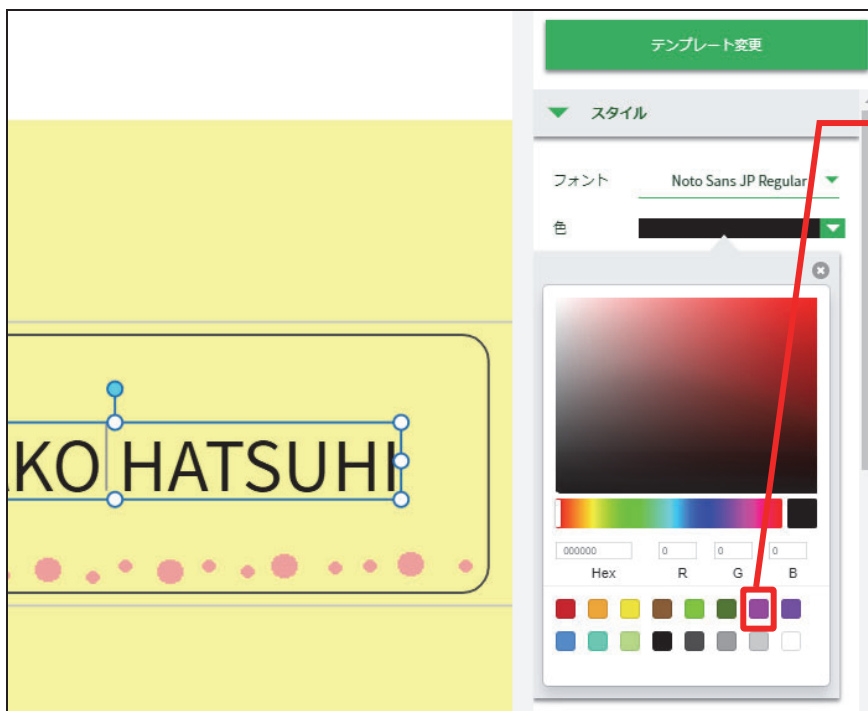 テンプレート変更
スタイル
フォント Noto Sans JP Regular
色
KO HATSUHI
000000 0 0 0
Hex R G B